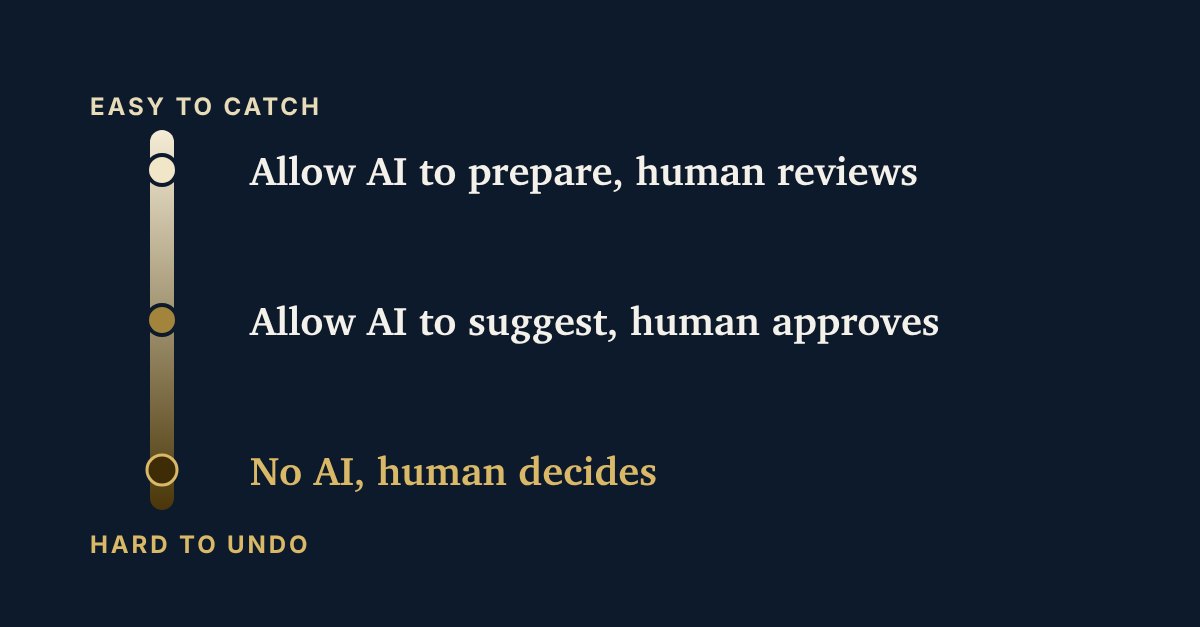 EASY TO CATCH
Allow AI to prepare, human reviews
Allow AI to suggest, human approves
No AI, human decides
HARD TO UNDO